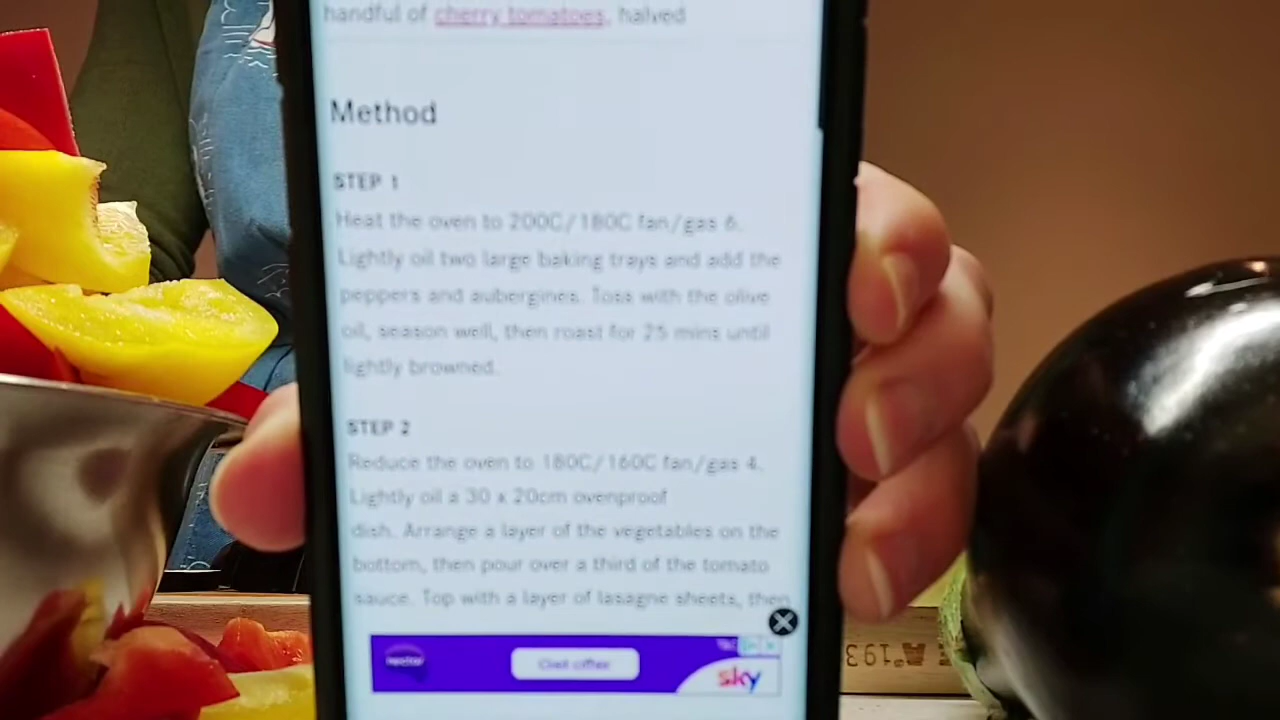 handful of cherry tomatoes, halved
Method
STEP 1
Heat the oven to 200C/180C fan/gas 6.
Lightly oil two large baking trays and add the
peppers and aubergines. Toss with the olive
oil, season well, then roast for 25 mins until
lightly browned.
STEP 2
Reduce the oven to 180C/160C fan/gas 4.
Lightly oil a 30 x 20cm ovenproof
dish. Arrange a layer of the vegetables on the
bottom, then pour over a third of the tomato
sauce. Top with a layer of lasagne sheets, then
nectar
Get offer
sky